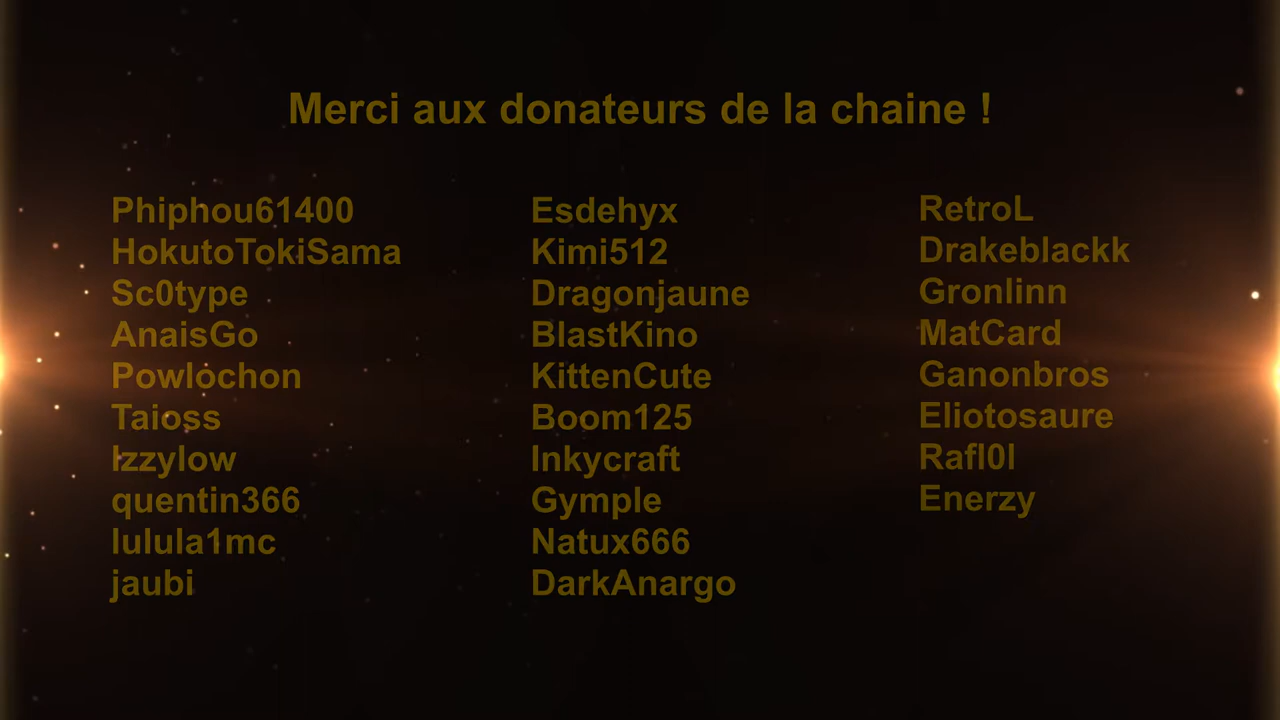 Merci aux donateurs de la chaine !
Phiphou61400
HokutoTokiSama
Sc0type
AnaisGo
Powlochon
Taioss
Izzylow
quentin366
lulula1mc
jaubi
Esdehyx
Kimi512
Dragonjaune
BlastKino
KittenCute
Boom125
Inkycraft
Gymple
Natux666
DarkAnargo
RetroL
Drakeblackk
Gronlinn
MatCard
Ganonbros
Eliotosaure
Rafl0l
Enerzy